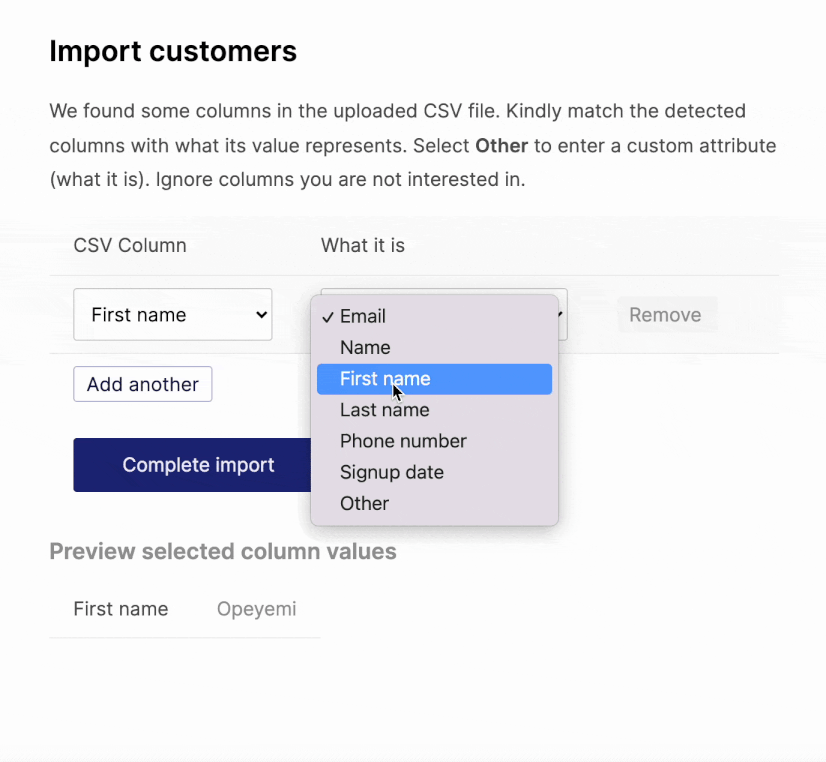 Import customers
We found some columns in the uploaded CSV file. Kindly match the detected
columns with what its value represents. Select Other to enter a custom attribute
(what it is). Ignore columns you are not interested in.
CSV Column What it is
First name Remove
✓ Email
Name
First name
Last name
Phone number
Signup date
Other
Add another
Complete import
Preview selected column values
First name Opeyemi